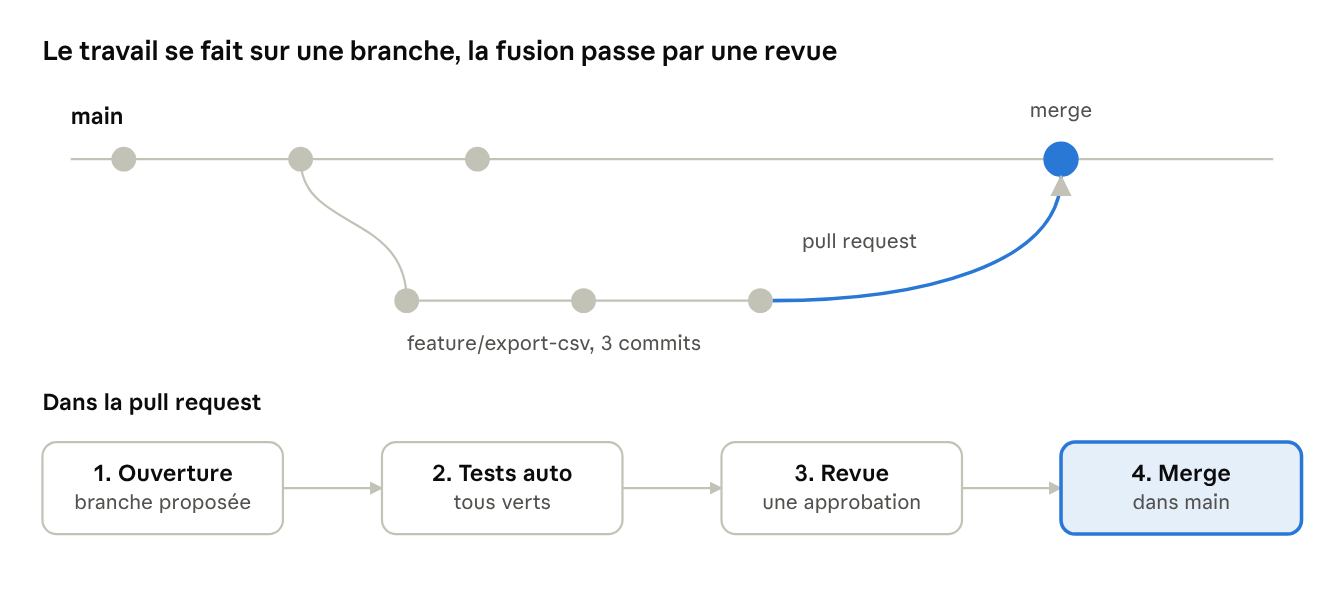 Le travail se fait sur une branche, la fusion passe par une revue
main
merge
pull request
feature/export-csv, 3 commits
Dans la pull request
1. Ouverture
branche proposée
2. Tests auto
tous verts
3. Revue
une approbation
4. Merge
dans main